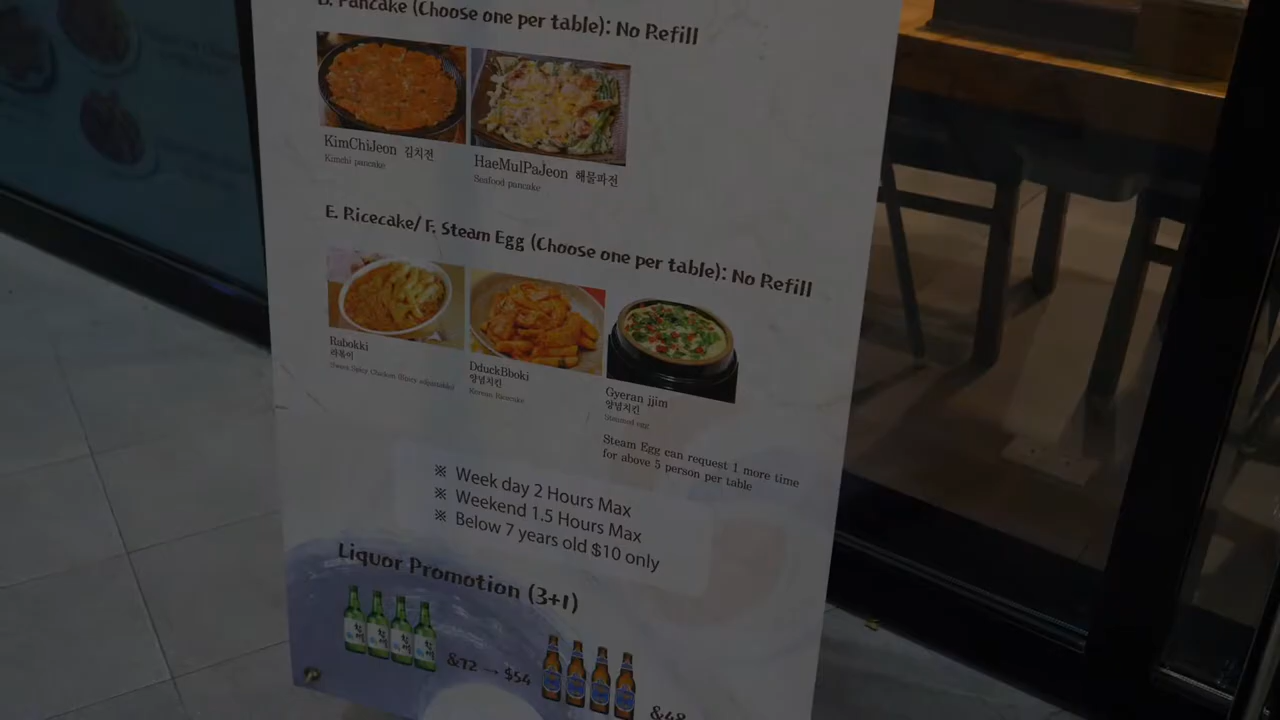 D. Pancake (Choose one per table): No Refill
KimChiJeon 김치전
Kimchi pancake
HaeMulPaJeon 해물파전
Seafood pancake
E. Ricecake/ F. Steam Egg (Choose one per table): No Refill
Rabokki
라볶이
Sweet Spicy Chicken
DduckBboki
양념치킨
Korean Ricecake
Gyeran jjim
양념치킨
Steamed egg
Steam Egg can request 1 more time
for above 5 person per table
※ Week day 2 Hours Max
※ Weekend 1.5 Hours Max
※ Below 7 years old $10 only
Liquor Promotion (3+1)
&72 → $54
&48